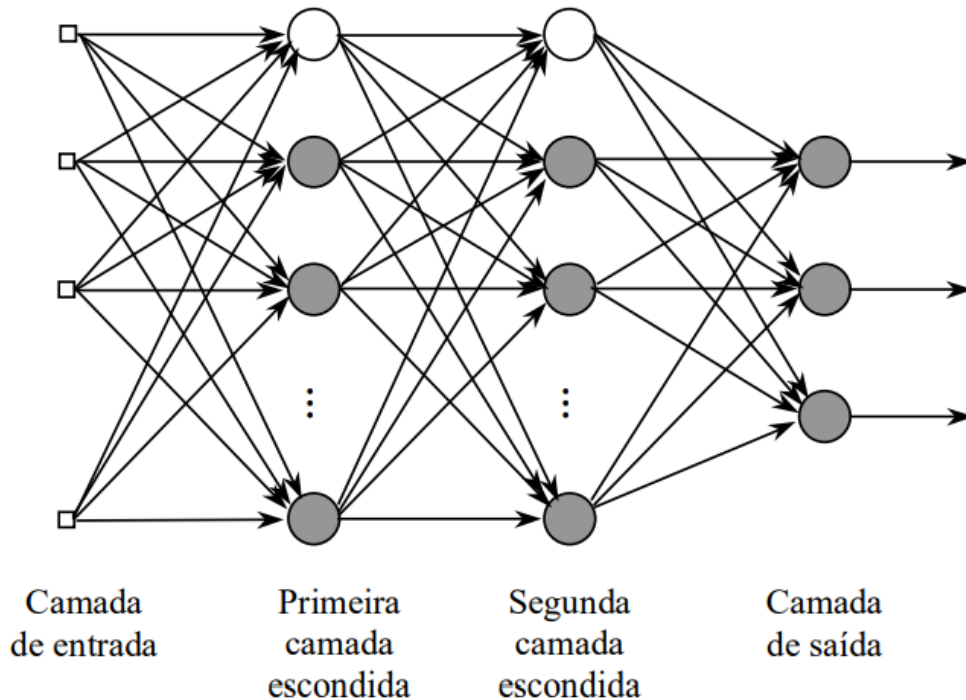 ...
...
Camada
de entrada
Primeira
camada
escondida
Segunda
camada
escondida
Camada
de saída